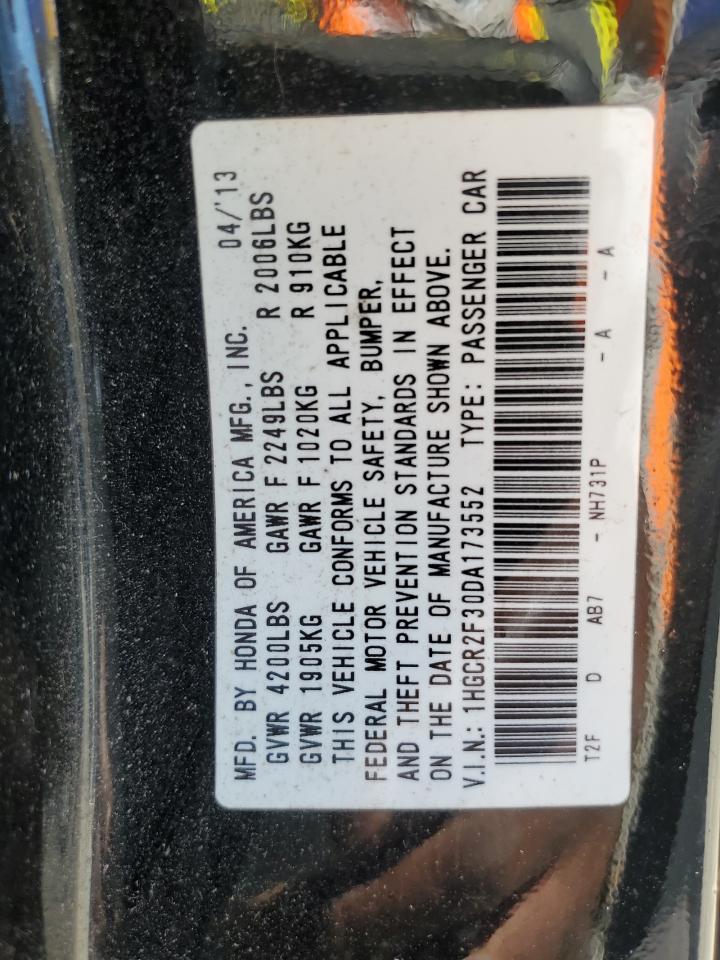 MFD. BY HONDA OF AMERICA MFG., INC. 04/'13
GVWR 4200LBS GAWR F 2249LBS R 2006LBS
GVWR 1905KG GAWR F 1020KG R 910KG
THIS VEHICLE CONFORMS TO ALL APPLICABLE
FEDERAL MOTOR VEHICLE SAFETY, BUMPER,
AND THEFT PREVENTION STANDARDS IN EFFECT
ON THE DATE OF MANUFACTURE SHOWN ABOVE.
V.I.N.: 1HGCR2F30DA173552 TYPE: PASSENGER CAR
T2F D AB7 - NH731P - A - A